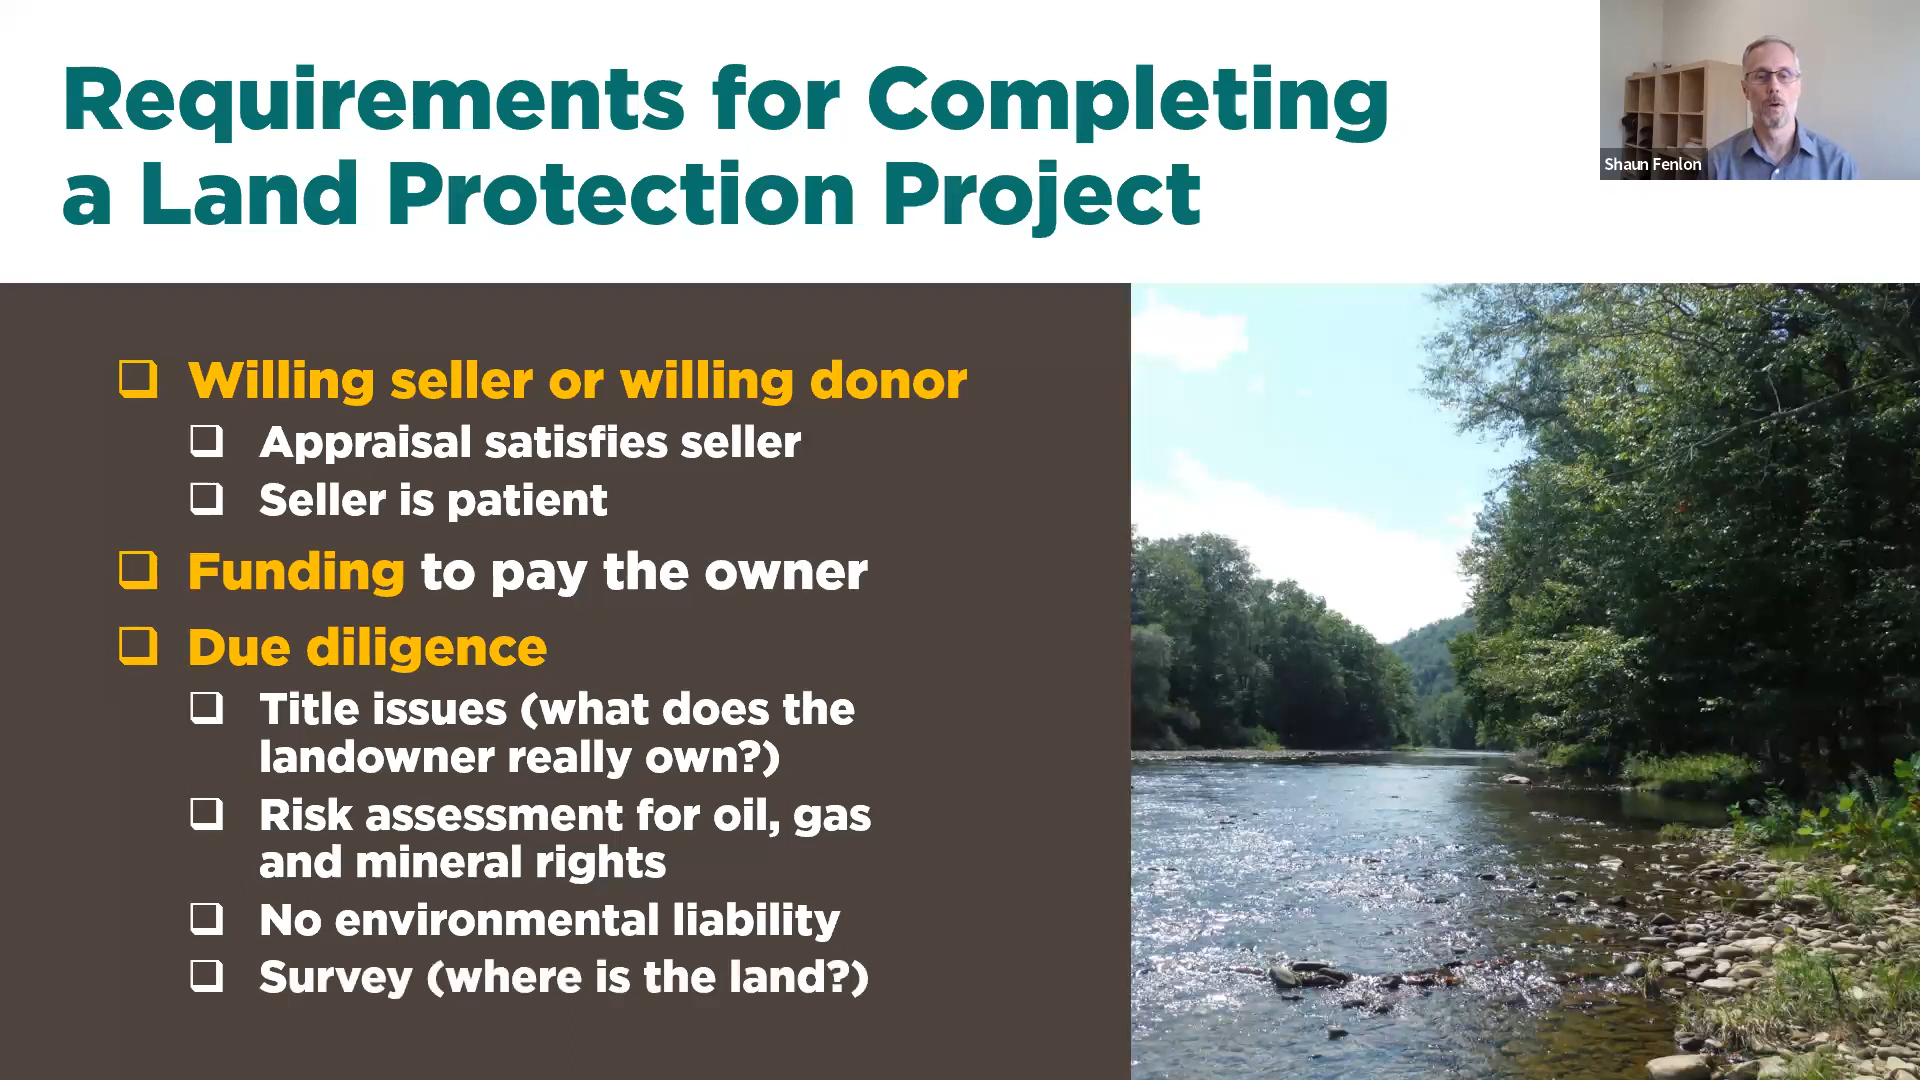 Requirements for Completing
a Land Protection Project
Shaun Fenlon
Willing seller or willing donor
Appraisal satisfies seller
Seller is patient
Funding to pay the owner
Due diligence
Title issues (what does the
landowner really own?)
Risk assessment for oil, gas
and mineral rights
No environmental liability
Survey (where is the land?)